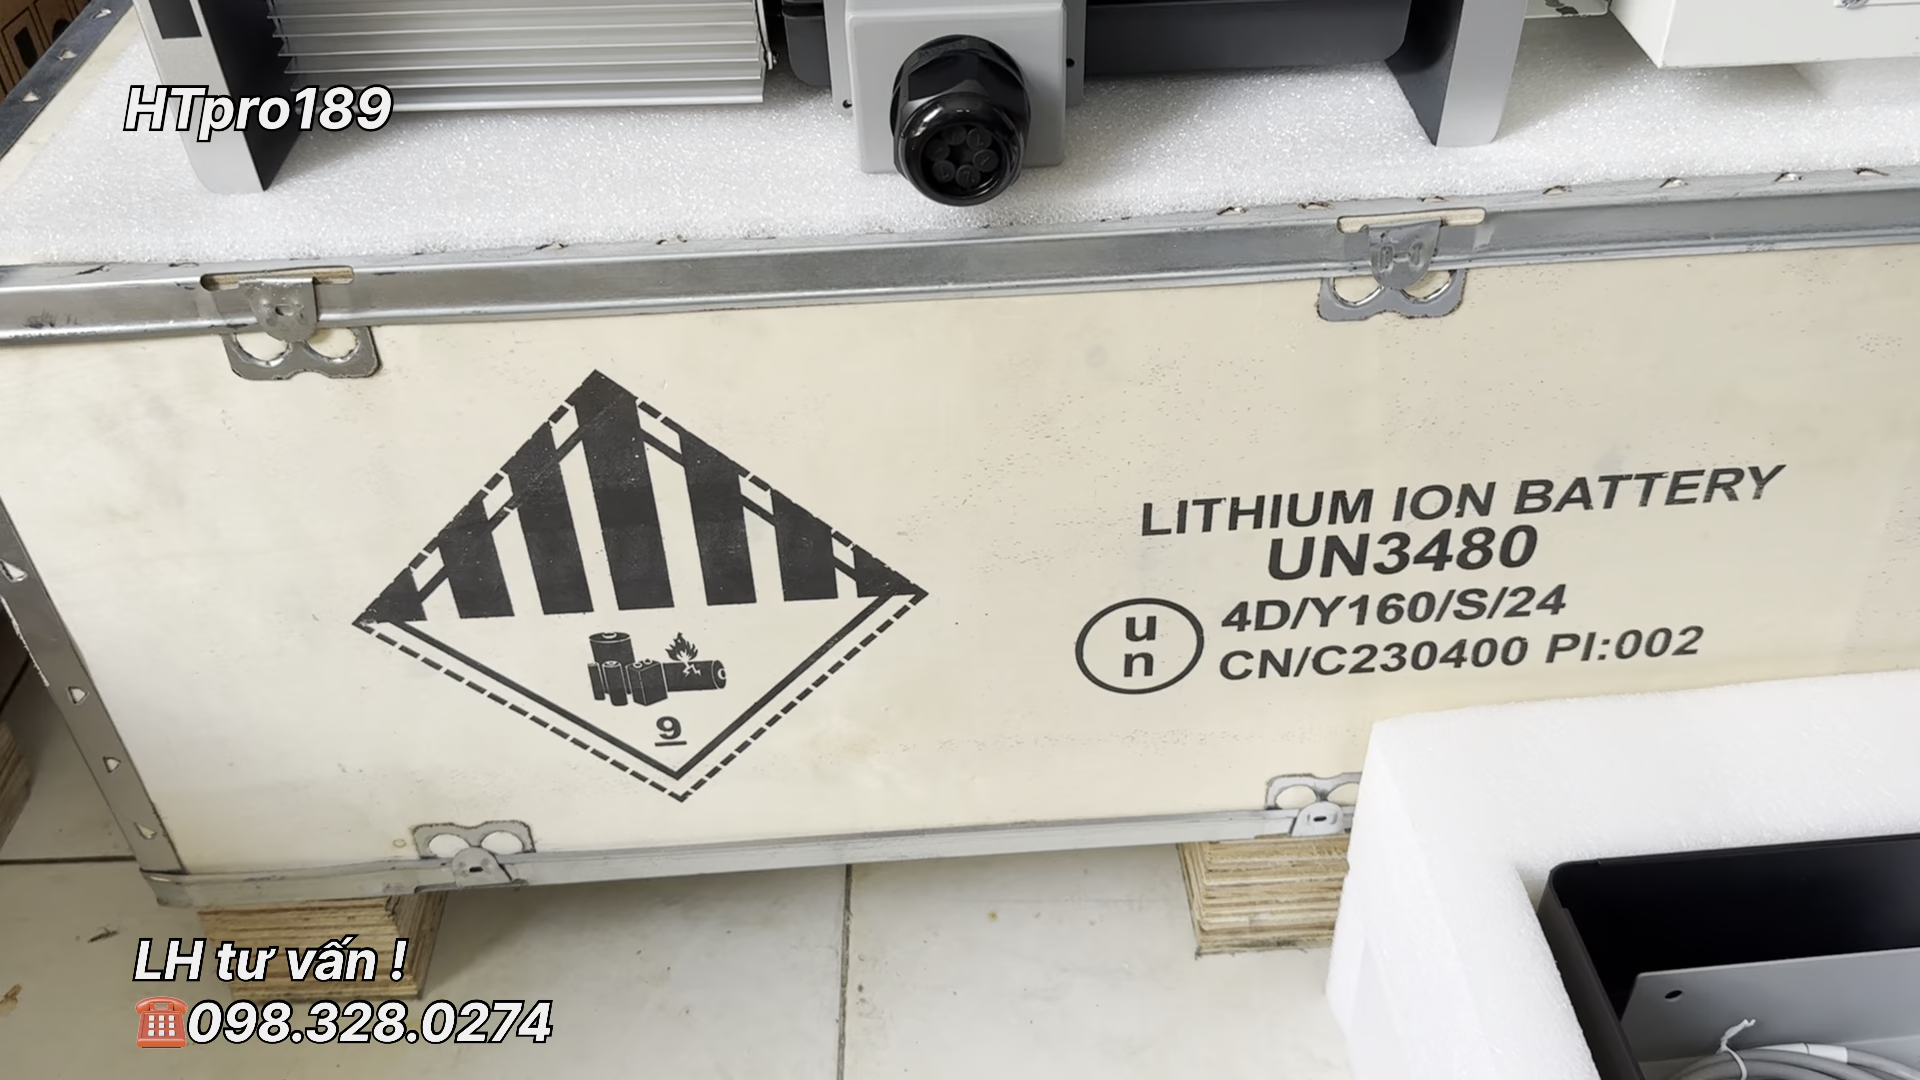 HTpro189
LITHIUM ION BATTERY
UN3480
un
4D/Y160/S/24
CN/C230400 PI:002
9
LH tư vấn !
☎️098.328.0274